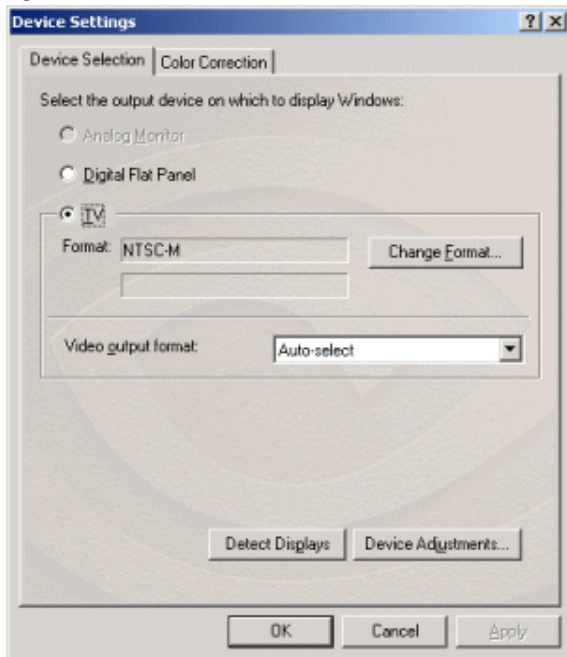 Device Settings
Device Selection
Color Correction
Select the output device on which to display Windows:
Analog Monitor
Digital Flat Panel
TV
Format:
NTSC-M
Change Format...
Video output format:
Auto-select
Detect Displays
Device Adjustments...
OK
Cancel
Apply